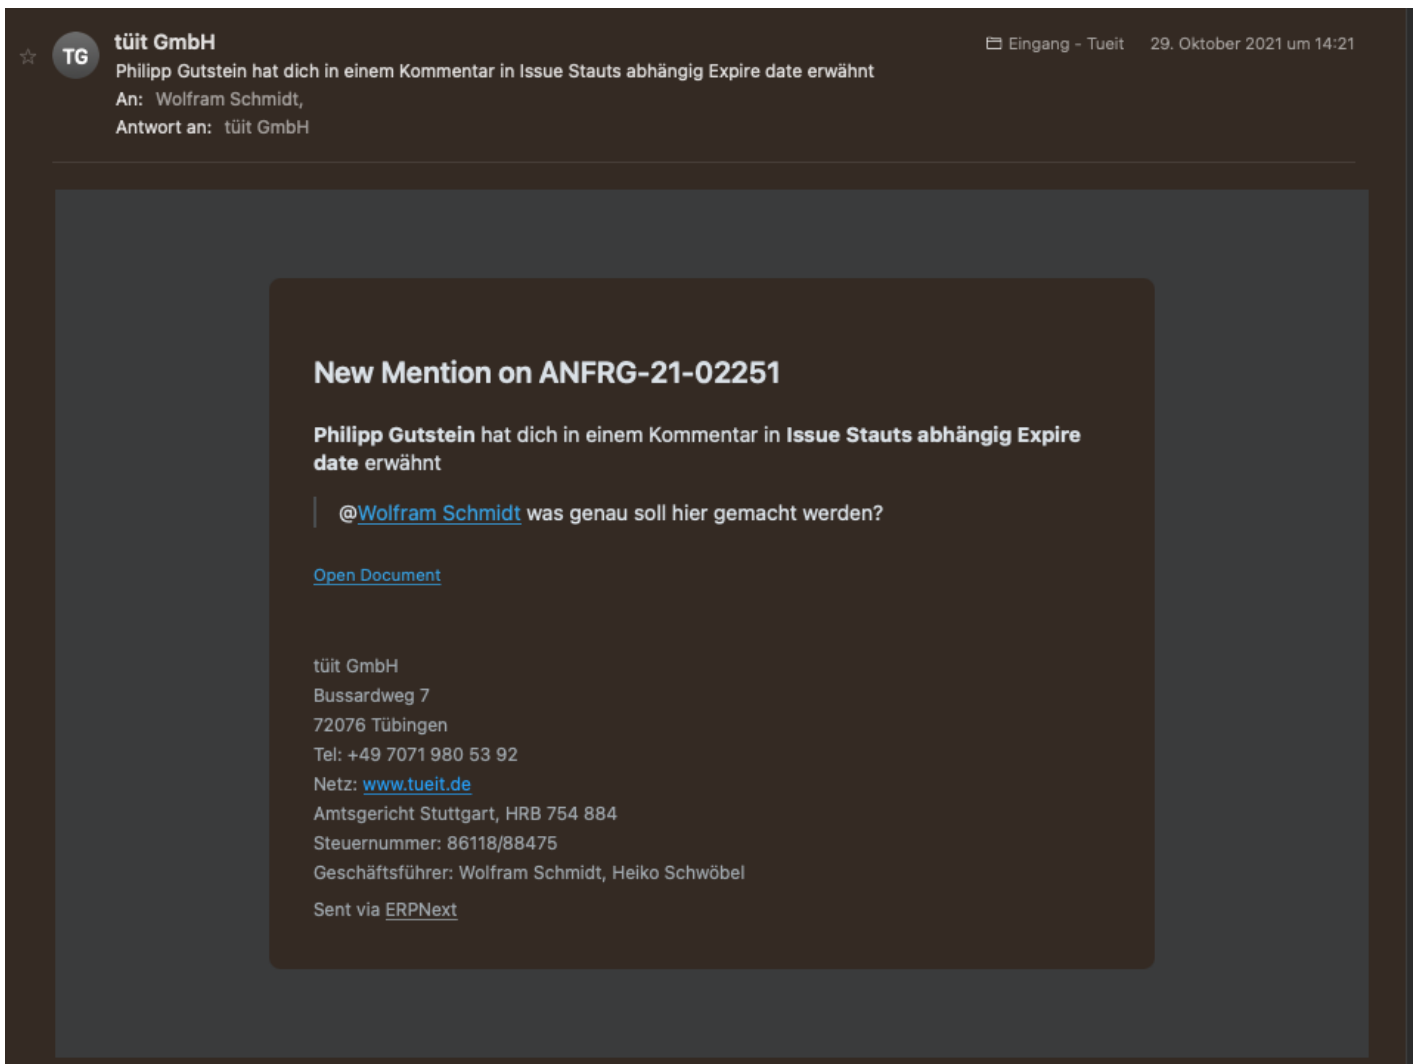 tüit GmbH
Eingang - Tueit 29. Oktober 2021 um 14:21
TG
Philipp Gutstein hat dich in einem Kommentar in Issue Stauts abhängig Expire date erwähnt
An: Wolfram Schmidt,
Antwort an: tüit GmbH
New Mention on ANFRG-21-02251
Philipp Gutstein hat dich in einem Kommentar in Issue Stauts abhängig Expire
date erwähnt
@Wolfram Schmidt was genau soll hier gemacht werden?
Open Document
tüit GmbH
Bussardweg 7
72076 Tübingen
Tel: +49 7071 980 53 92
Netz: www.tueit.de
Amtsgericht Stuttgart, HRB 754 884
Steuernummer: 86118/88475
Geschäftsführer: Wolfram Schmidt, Heiko Schwöbel
Sent via ERPNext